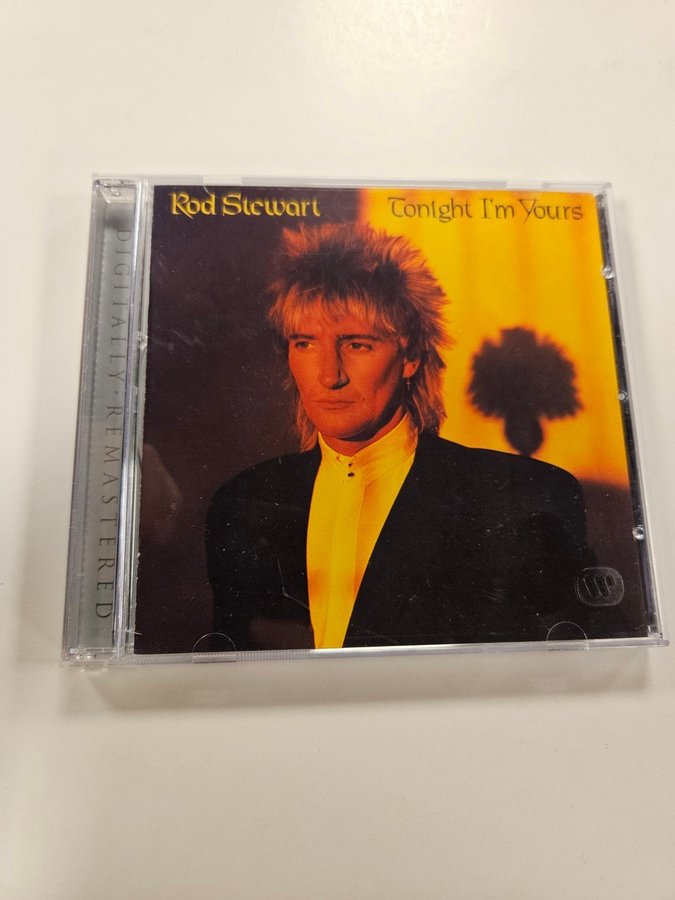 Rod Stewart
Tonight I'm Yours
DIGITALLY · REMASTERED